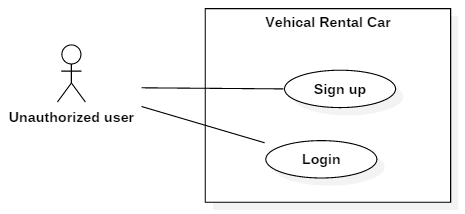 Vehical Rental Car
Sign up
Unauthorized user
Login